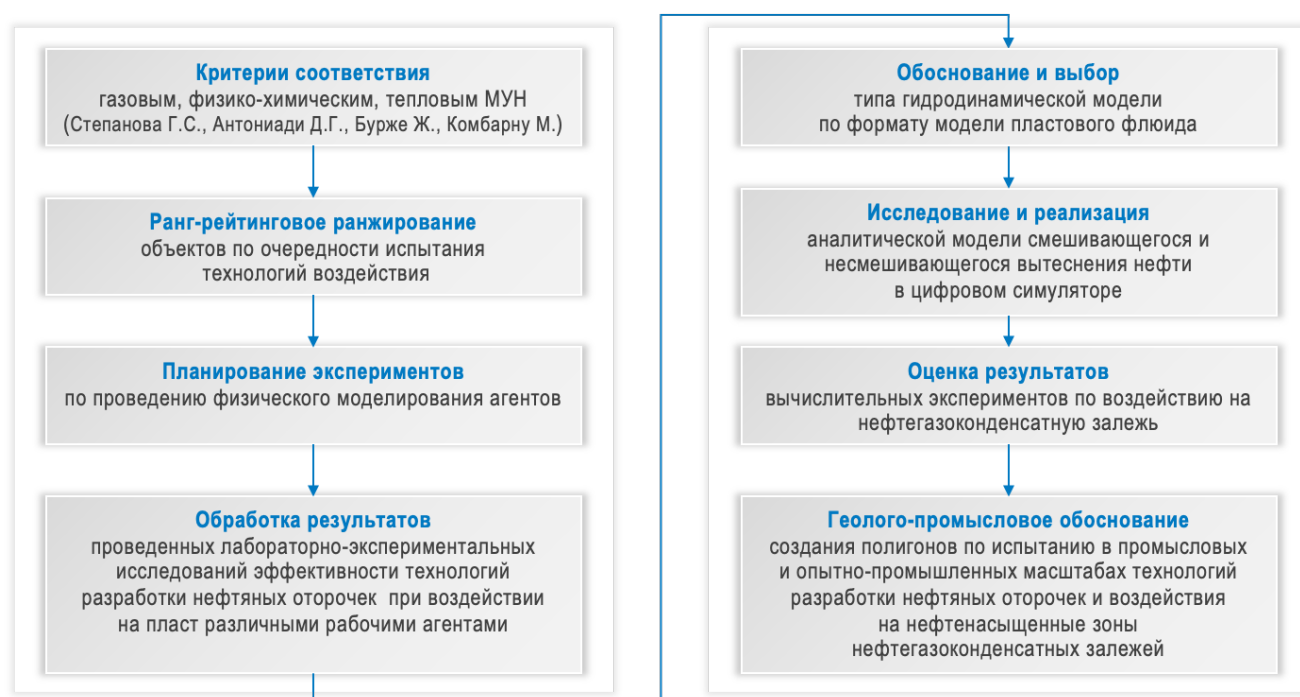 Критерии соответствия
газовым, физико-химическим, тепловым МУН
(Степанова Г.С., Антониади Д.Г., Бурже Ж., Комбарну М.)
Ранг-рейтинговое ранжирование
объектов по очередности испытания
технологий воздействия
Планирование экспериментов
по проведению физического моделирования агентов
Обработка результатов
проведенных лабораторно-экспериментальных
исследований эффективности технологий
разработки нефтяных оторочек при воздействии
на пласт различными рабочими агентами
Обоснование и выбор
типа гидродинамической модели
по формату модели пластового флюида
Исследование и реализация
аналитической модели смешивающегося и
несмешивающегося вытеснения нефти
в цифровом симуляторе
Оценка результатов
вычислительных экспериментов по воздействию на
нефтегазоконденсатную залежь
Геолого-промысловое обоснование
создания полигонов по испытанию в промысловых
и опытно-промышленных масштабах технологий
разработки нефтяных оторочек и воздействия
на нефтенасыщенные зоны
нефтегазоконденсатных залежей